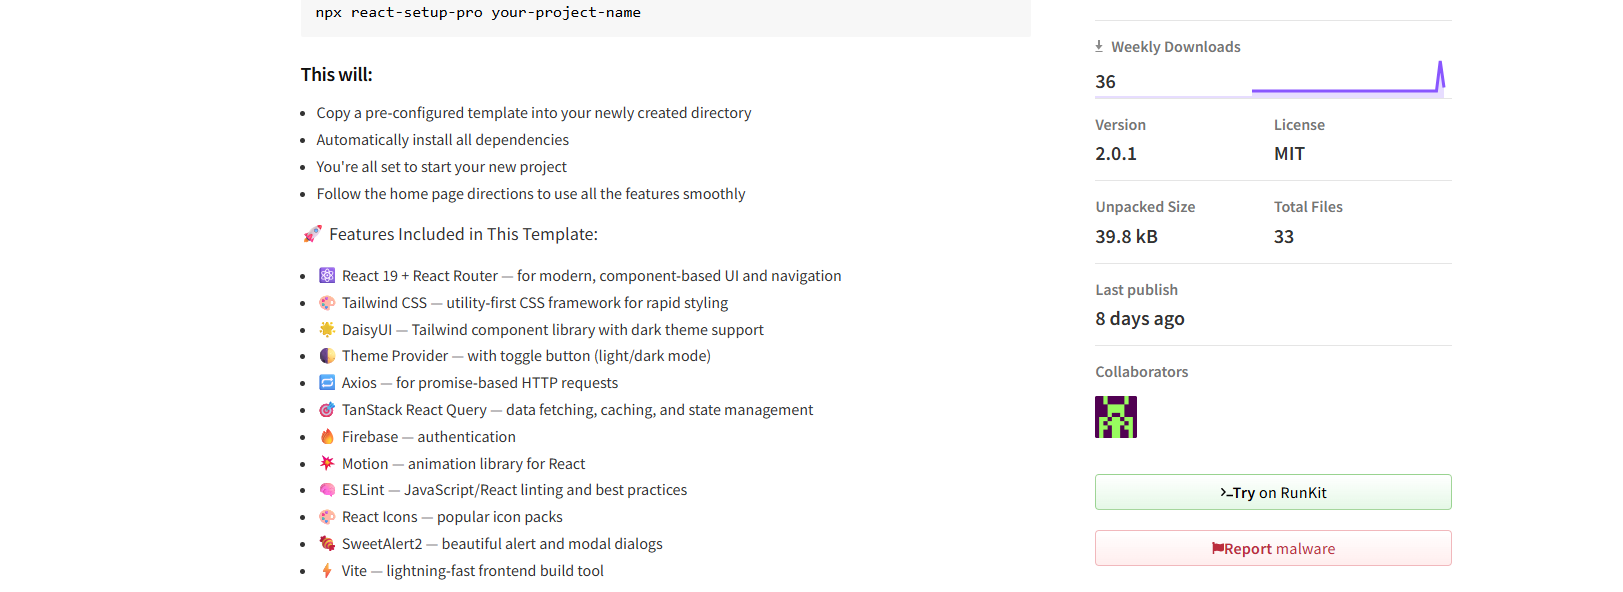 npx react-setup-pro your-project-name
This will:
Copy a pre-configured template into your newly created directory
Automatically install all dependencies
You're all set to start your new project
Follow the home page directions to use all the features smoothly
🚀 Features Included in This Template:
⚛️ React 19 + React Router — for modern, component-based UI and navigation
🎨 Tailwind CSS — utility-first CSS framework for rapid styling
🌟 DaisyUI — Tailwind component library with dark theme support
🌓 Theme Provider — with toggle button (light/dark mode)
🔁 Axios — for promise-based HTTP requests
🎯 TanStack React Query — data fetching, caching, and state management
🔥 Firebase — authentication
💥 Motion — animation library for React
🧠 ESLint — JavaScript/React linting and best practices
🎨 React Icons — popular icon packs
🍭 SweetAlert2 — beautiful alert and modal dialogs
⚡ Vite — lightning-fast frontend build tool
Weekly Downloads
36
Version
2.0.1
License
MIT
Unpacked Size
39.8 kB
Total Files
33
Last publish
8 days ago
Collaborators
Try on RunKit
Report malware